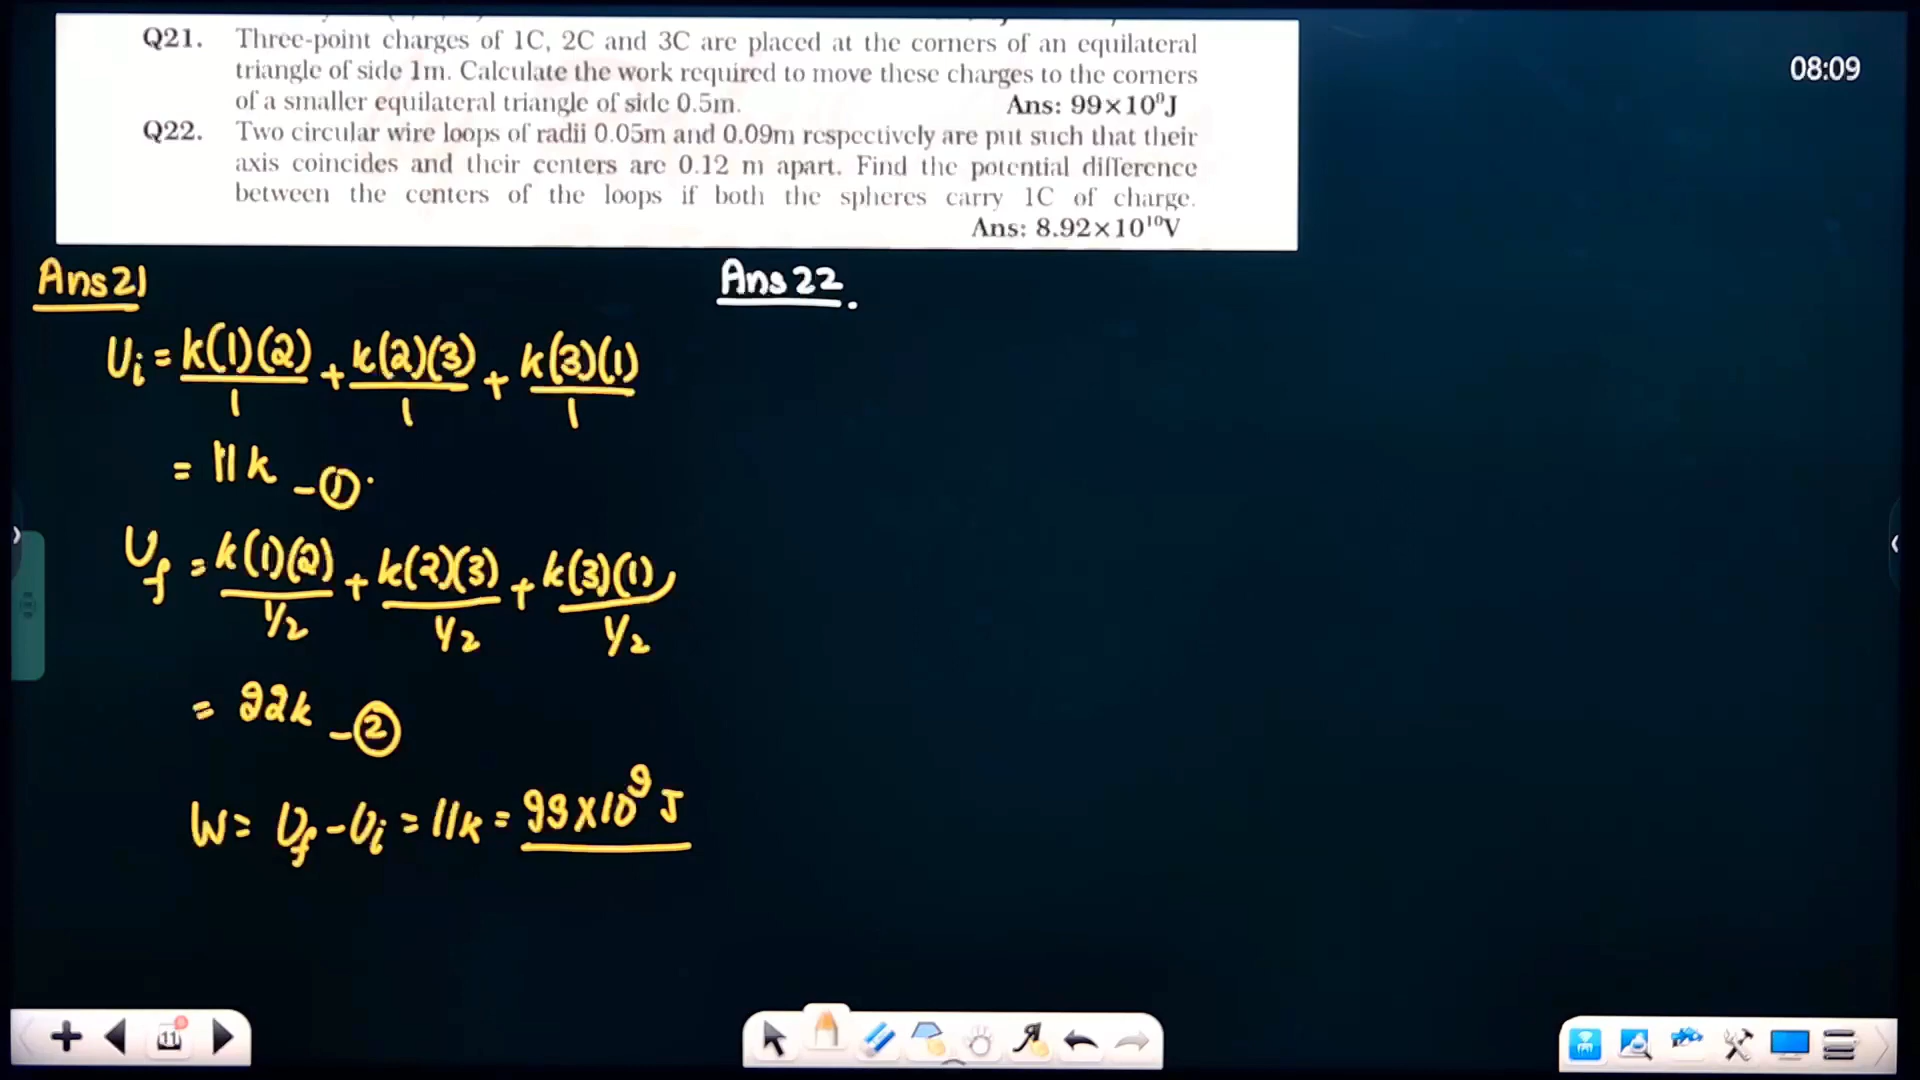 08:09
Q21. Three-point charges of 1C, 2C and 3C are placed at the corners of an equilateral
triangle of side 1m. Calculate the work required to move these charges to the corners
of a smaller equilateral triangle of side 0.5m. Ans: 99×10⁹J
Q22. Two circular wire loops of radii 0.05m and 0.09m respectively are put such that their
axis coincides and their centers are 0.12 m apart. Find the potential difference
between the centers of the loops if both the spheres carry 1C of charge.
Ans: 8.92×10¹⁰V
Ans 21
Uᵢ = k(1)(2)/1 + k(2)(3)/1 + k(3)(1)/1
= 11k - ①
U_f = k(1)(2)/½ + k(2)(3)/½ + k(3)(1)/½
= 22k - ②
W = U_f - Uᵢ = 11k = 99×10⁹ J
Ans 22.
11